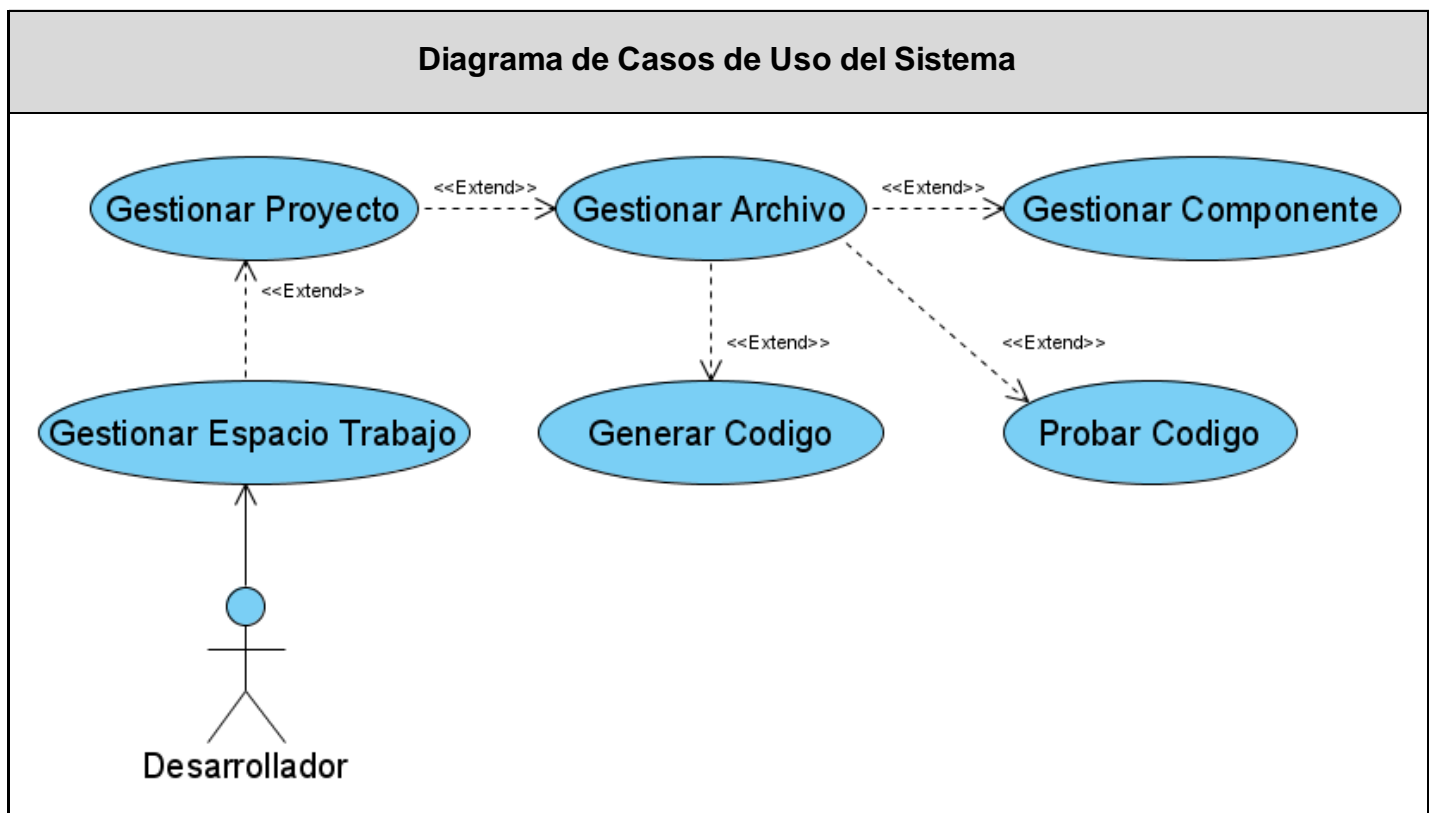 Diagrama de Casos de Uso del Sistema
Gestionar Proyecto
<<Extend>>
Gestionar Archivo
<<Extend>>
Gestionar Componente
<<Extend>>
<<Extend>>
<<Extend>>
Gestionar Espacio Trabajo
Generar Codigo
Probar Codigo
Desarrollador